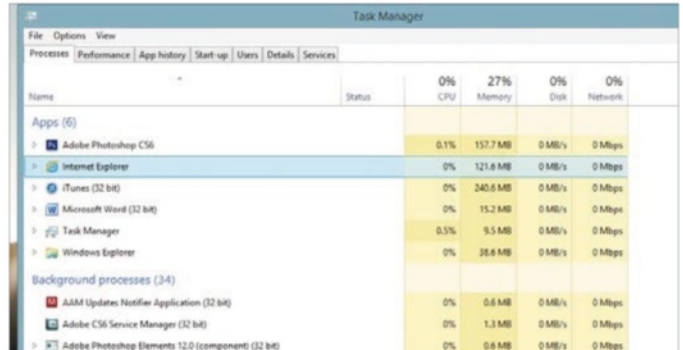 Task Manager
File Options View
Processes Performance App history Start-up Users Details Services
0% 27% 0% 0%
Name Status CPU Memory Disk Network
Apps (6)
Adobe Photoshop CS6 0.1% 157.7 MB 0 MB/s 0 Mbps
Internet Explorer 0% 121.6 MB 0 MB/s 0 Mbps
iTunes (32 bit) 0% 240.6 MB 0 MB/s 0 Mbps
Microsoft Word (32 bit) 0% 15.2 MB 0 MB/s 0 Mbps
Task Manager 0.5% 9.5 MB 0 MB/s 0 Mbps
Windows Explorer 0% 38.6 MB 0 MB/s 0 Mbps
Background processes (34)
AAM Updates Notifier Application (32 bit) 0% 0.6 MB 0 MB/s 0 Mbps
Adobe CS6 Service Manager (32 bit) 0% 1.3 MB 0 MB/s 0 Mbps
Adobe Photoshop Elements 12.0 (component) (32 bit) 0% 0.6 MB 0 MB/s 0 Mbps